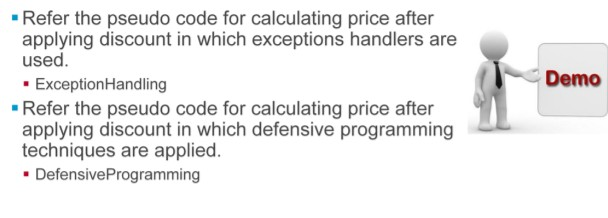 Refer the pseudo code for calculating price after
applying discount in which exceptions handlers are
used.
ExceptionHandling
Refer the pseudo code for calculating price after
applying discount in which defensive programming
techniques are applied.
DefensiveProgramming
Demo